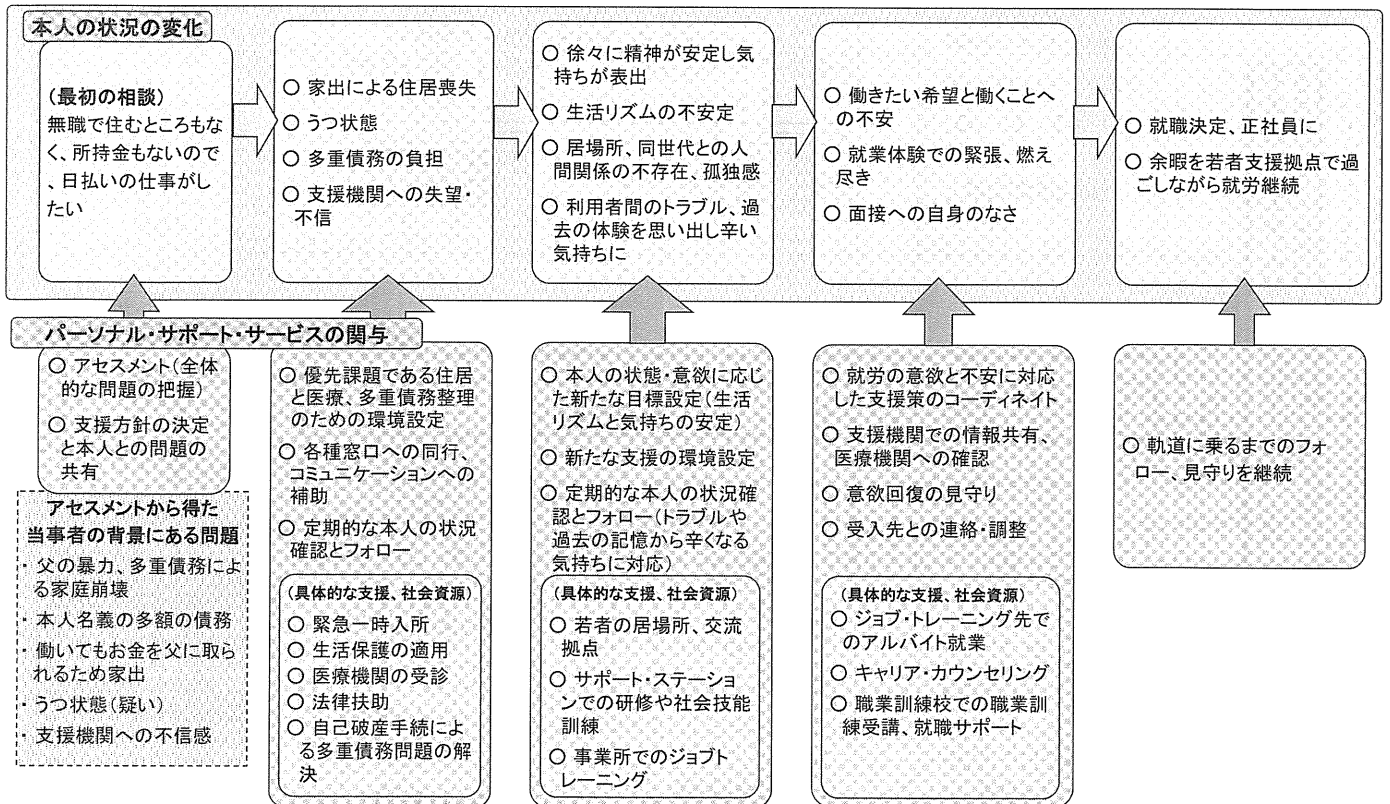 本人の状況の変化
(最初の相談)
無職で住むところもな
く、所持金もないので
、日払いの仕事がし
たい
○ 家出による住居喪失
○ うつ状態
○ 多重債務の負担
○ 支援機関への失望・
不信
○ 徐々に精神が安定し気
持ちが表出
○ 生活リズムの不安定
○ 居場所、同世代との人
間関係の不存在、孤独感
○ 利用者間のトラブル、過
去の体験を思い出し辛い
気持ちに
○ 働きたい希望と働くことへ
の不安
○ 就業体験での緊張、燃え
尽き
○ 面接への自身のなさ
○ 就職決定、正社員に
○ 余暇を若者支援拠点で過
ごしながら就労継続
パーソナル・サポート・サービスの関与
○ アセスメント(全体
的な問題の把握)
○ 支援方針の決定
と本人との問題の
共有
アセスメントから得た
当事者の背景にある問題
・ 父の暴力、多重債務によ
る家庭崩壊
・ 本人名義の多額の債務
・ 働いてもお金を父に取ら
れるため家出
・ うつ状態(疑い)
・ 支援機関への不信感
○ 優先課題である住居
と医療、多重債務整理
のための環境設定
○ 各種窓口への同行、
コミュニケーションへの
補助
○ 定期的な本人の状況
確認とフォロー
(具体的な支援、社会資源)
○ 緊急一時入所
○ 生活保護の適用
○ 医療機関の受診
○ 法律扶助
○ 自己破産手続によ
る多重債務問題の解
決
○ 本人の状態・意欲に応じ
た新たな目標設定(生活
リズムと気持ちの安定)
○ 新たな支援の環境設定
○ 定期的な本人の状況確
認とフォロー(トラブルや
過去の記憶から辛くなる
気持ちに対応)
(具体的な支援、社会資源)
○ 若者の居場所、交流
拠点
○ サポート・ステーショ
ンでの研修や社会技能
訓練
○ 事業所でのジョブト
レーニング
○ 就労の意欲と不安に対応
した支援策のコーディネイト
○ 支援機関での情報共有、
医療機関への確認
○ 意欲回復の見守り
○ 受入先との連絡・調整
(具体的な支援、社会資源)
○ ジョブ・トレーニング先で
のアルバイト就業
○ キャリア・カウンセリング
○ 職業訓練校での職業訓
練受講、就職サポート
○ 軌道に乗るまでのフォ
ロー、見守りを継続